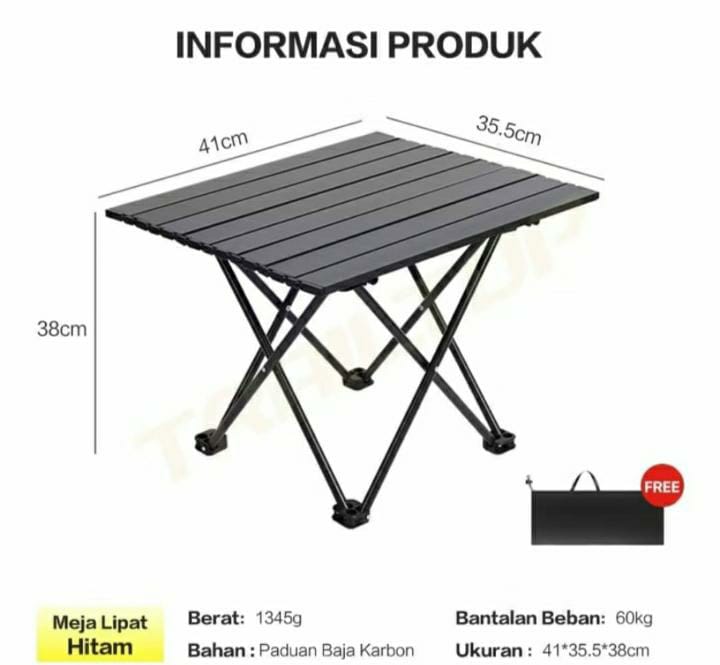 INFORMASI PRODUK
41cm
35.5cm
38cm
FREE
Meja Lipat
Hitam
Berat: 1345g
Bahan : Paduan Baja Karbon
Bantalan Beban: 60kg
Ukuran : 41*35.5*38cm